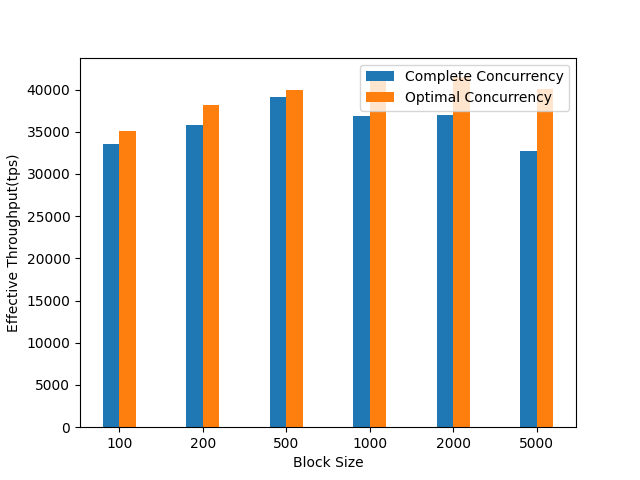 Complete Concurrency
Optimal Concurrency
40000
35000
30000
25000
20000
15000
10000
5000
0
Effective Throughput(tps)
100 200 500 1000 2000 5000
Block Size